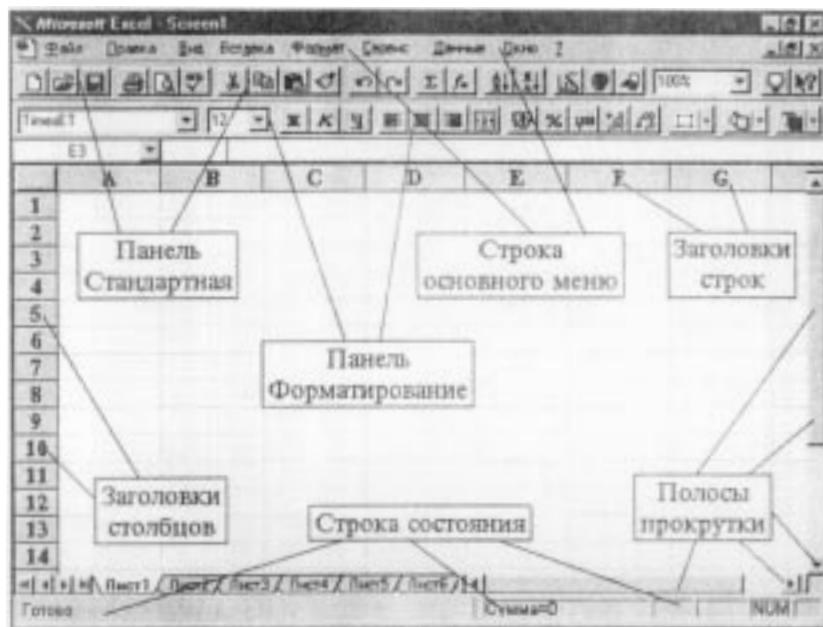 Microsoft Excel - Screen1
Файл Правка Вид Вставка Формат Сервис Данные Окно ?
100%
12 Ж К Ч
E3
A B C D E F G
1
2
3
4
5
6
7
8
9
10
11
12
13
14
Панель
Стандартная
Строка
основного меню
Заголовки
строк
Панель
Форматирование
Заголовки
столбцов
Строка состояния
Полосы
прокрутки
Лист1 Лист2 Лист3 Лист4 Лист5 Лист6
Готово Сумма=0 NUM